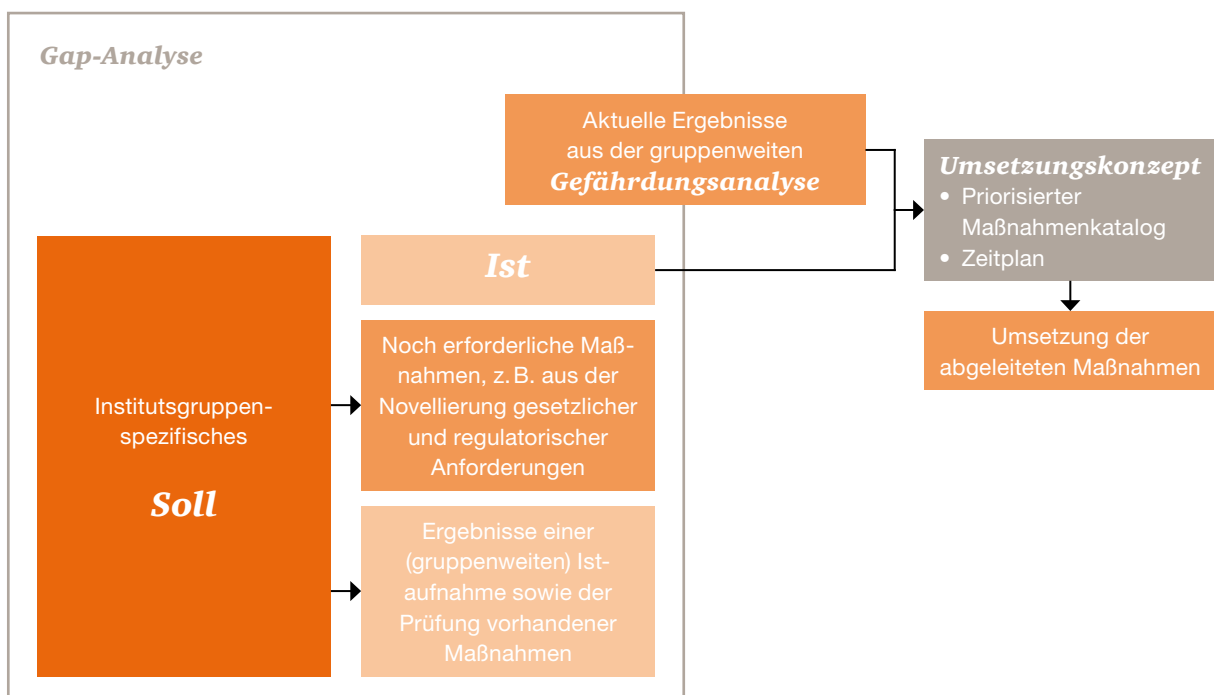 Gap-Analyse
Aktuelle Ergebnisse
aus der gruppenweiten
Gefährdungsanalyse
Umsetzungskonzept
• Priorisierter
Maßnahmenkatalog
• Zeitplan
Umsetzung der
abgeleiteten Maßnahmen
Institutsgruppen-
spezifisches
Soll
Ist
Noch erforderliche Maß-
nahmen, z. B. aus der
Novellierung gesetzlicher
und regulatorischer
Anforderungen
Ergebnisse einer
(gruppenweiten) Ist-
aufnahme sowie der
Prüfung vorhandener
Maßnahmen